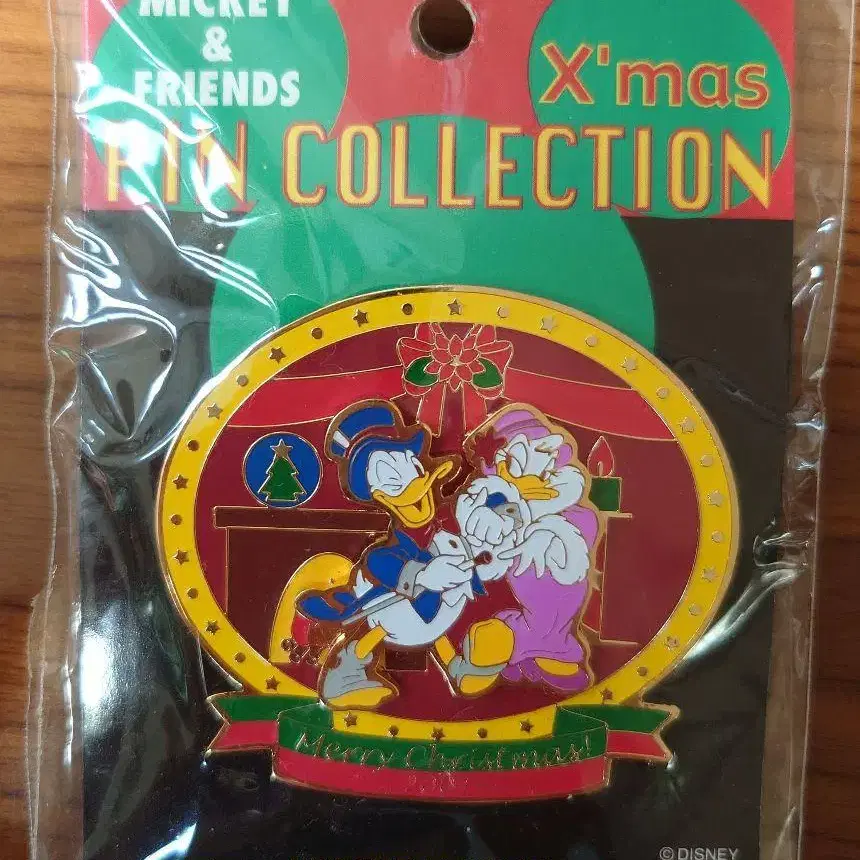 MICKEY
&
FRIENDS
X'mas
PIN COLLECTION
Merry Christmas!
©DISNEY